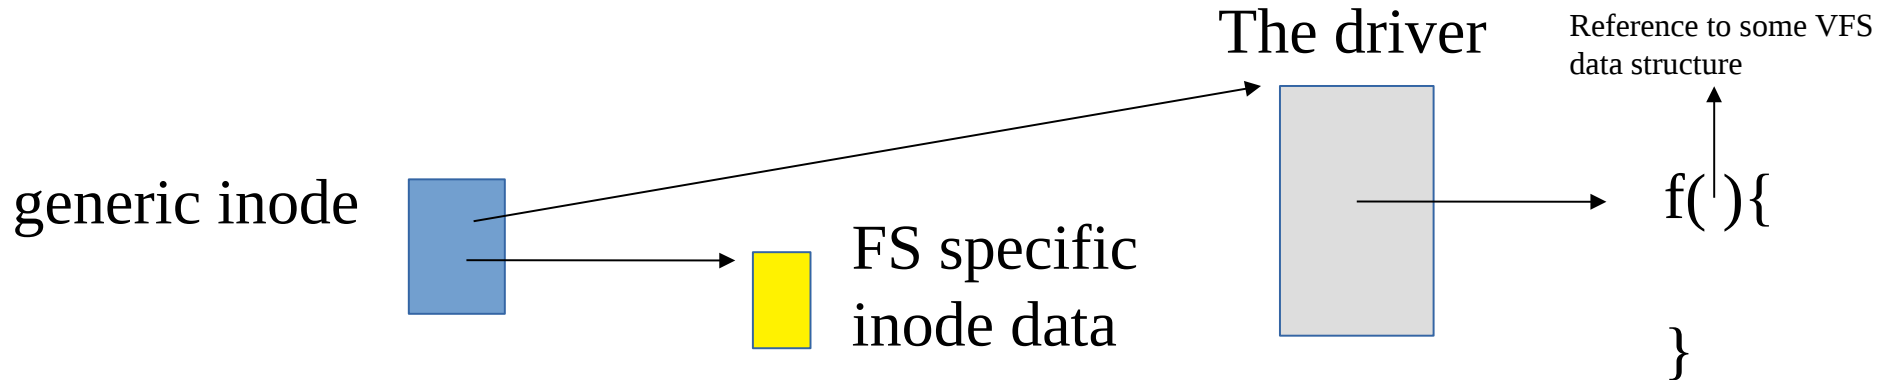 The driver
Reference to some VFS
data structure
generic inode
f( ){
FS specific
inode data
}